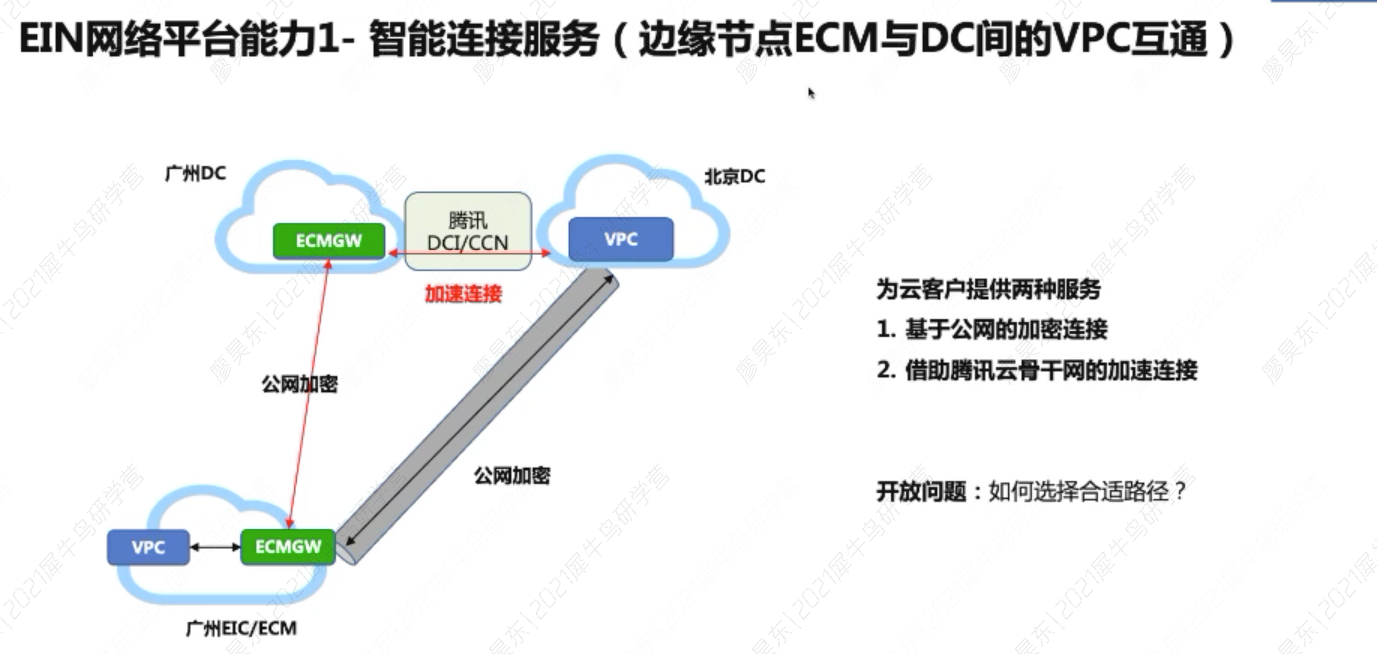 EIN网络平台能力1- 智能连接服务（边缘节点ECM与DC间的VPC互通）
广州DC
北京DC
腾讯
DCI/CCN
ECMGW
VPC
加速连接
为云客户提供两种服务
1. 基于公网的加密连接
2. 借助腾讯云骨干网的加速连接
公网加密
公网加密
开放问题：如何选择合适路径？
VPC
ECMGW
广州EIC/ECM
廖昊东|2021犀牛鸟研学营